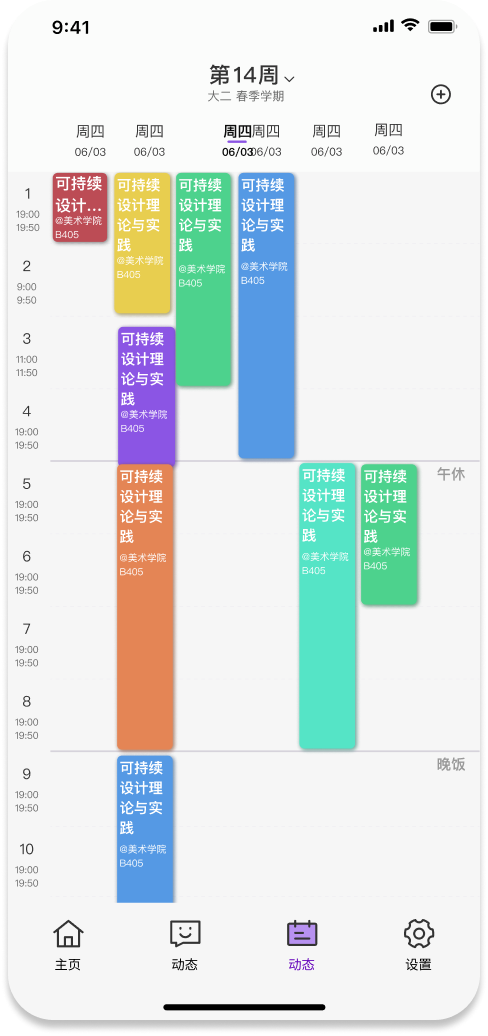 9:41
第14周
大二 春季学期
周四 周四 周四周四 周四 周四
06/03 06/03 06/0306/03 06/03 06/03
1
19:00
19:50
可持续
设计...
@美术学院
B405
可持续
设计理
论与实
践
@美术学院
B405
可持续
设计理
论与实
践
@美术学院
B405
可持续
设计理
论与实
践
@美术学院
B405
2
9:00
9:50
3
11:00
11:50
可持续
设计理
论与实
践
@美术学院
B405
4
19:00
19:50
午休
5
19:00
19:50
可持续
设计理
论与实
践
@美术学院
B405
可持续
设计理
论与实
践
@美术学院
B405
可持续
设计理
论与实
践
@美术学院
B405
6
19:00
19:50
7
19:00
19:50
8
19:00
19:50
晚饭
9
19:00
19:50
可持续
设计理
论与实
践
@美术学院
B405
10
19:00
19:50
主页 动态 动态 设置